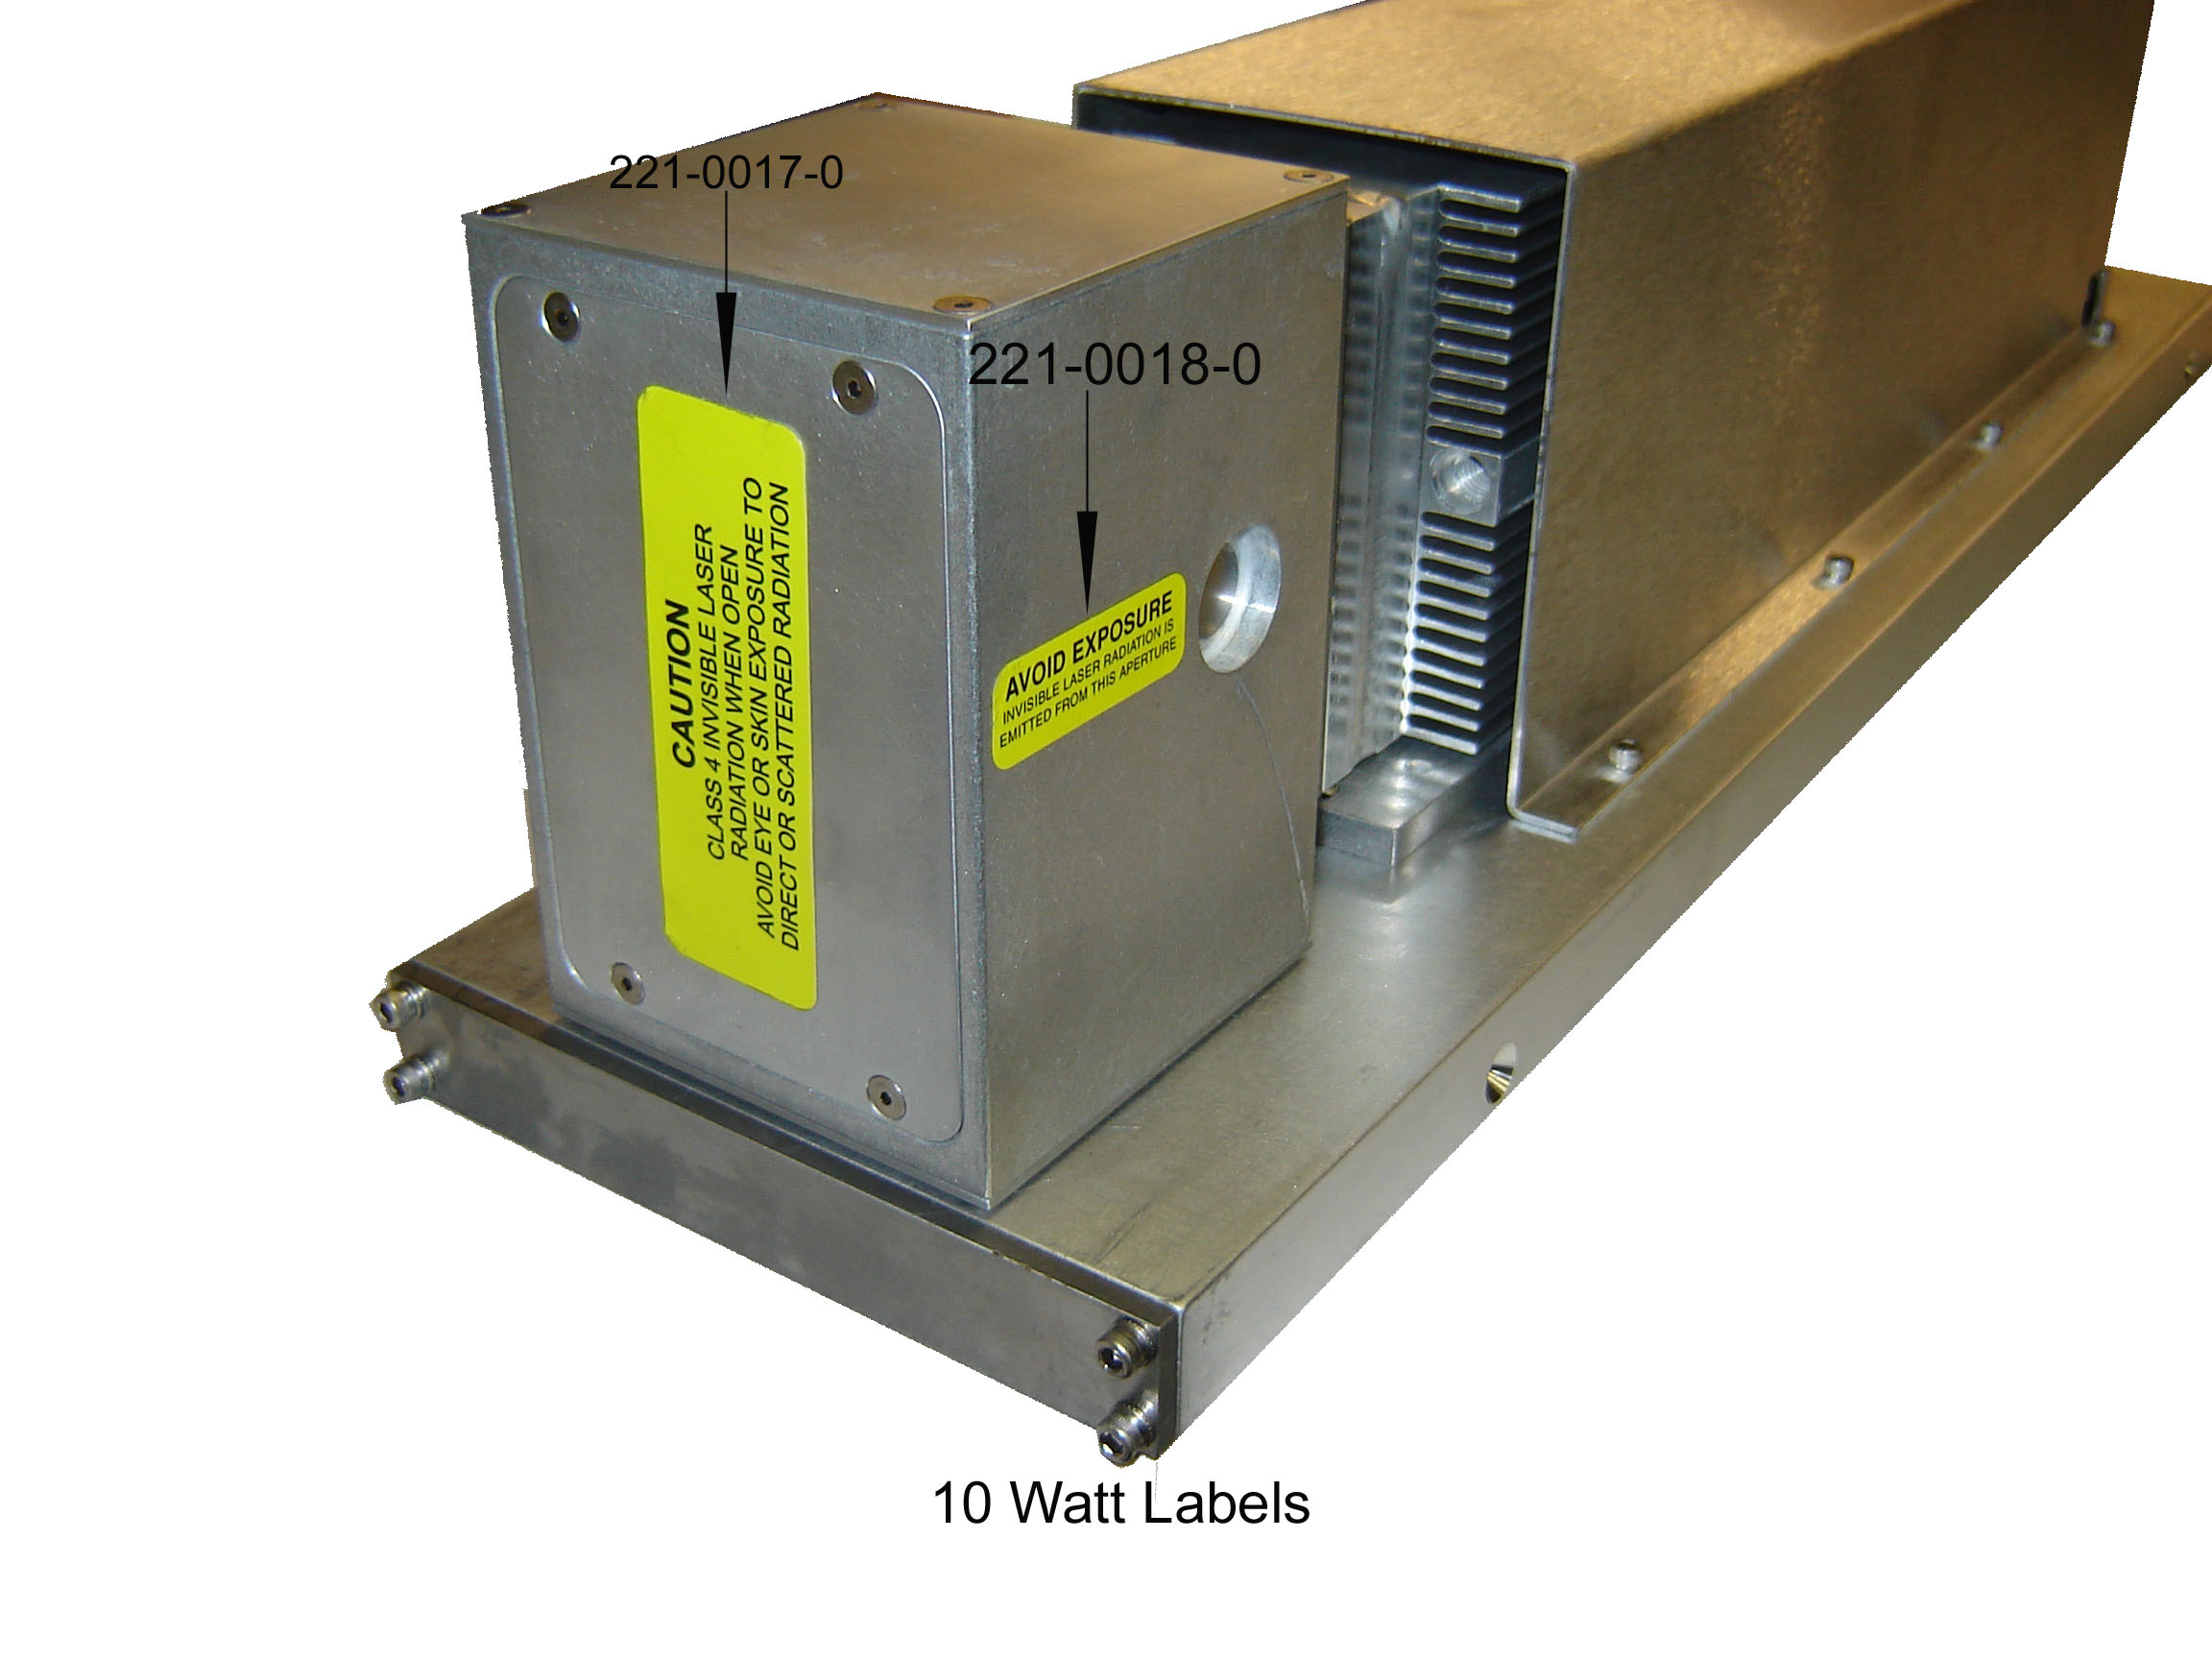 221-0017-0
221-0018-0
CAUTION
CLASS 4 INVISIBLE LASER
RADIATION WHEN OPEN
AVOID EYE OR SKIN EXPOSURE TO
DIRECT OR SCATTERED RADIATION
AVOID EXPOSURE
INVISIBLE LASER RADIATION IS
EMITTED FROM THIS APERTURE
10 Watt Labels